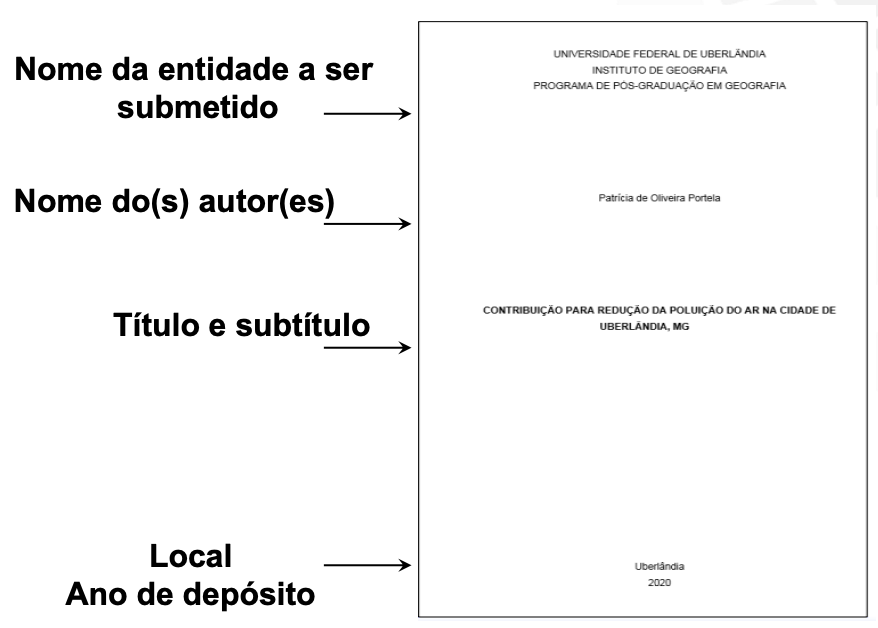 Nome da entidade a ser
submetido
UNIVERSIDADE FEDERAL DE UBERLÂNDIA
INSTITUTO DE GEOGRAFIA
PROGRAMA DE PÓS-GRADUAÇÃO EM GEOGRAFIA
Nome do(s) autor(es)
Patrícia de Oliveira Portela
Título e subtítulo
CONTRIBUIÇÃO PARA REDUÇÃO DA POLUIÇÃO DO AR NA CIDADE DE
UBERLÂNDIA, MG
Local
Ano de depósito
Uberlândia
2020